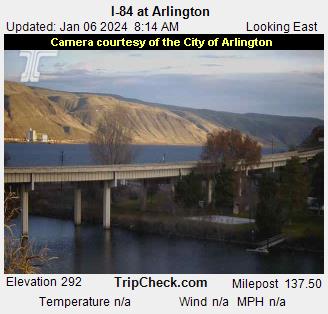 I-84 at Arlington
Updated: Jan 06 2024 8:14 AM Looking East
Camera courtesy of the City of Arlington
Elevation 292 TripCheck.com Milepost 137.50
Temperature n/a Wind n/a MPH n/a